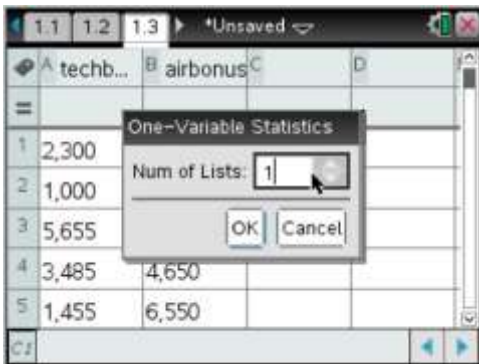 1.1 1.2 1.3 *Unsaved
A techb... B airbonus C D
=
One-Variable Statistics
1 2,300
Num of Lists: 1
2 1,000
3 5,655
OK Cancel
4 3,485 4,650
5 1,455 6,550
C1